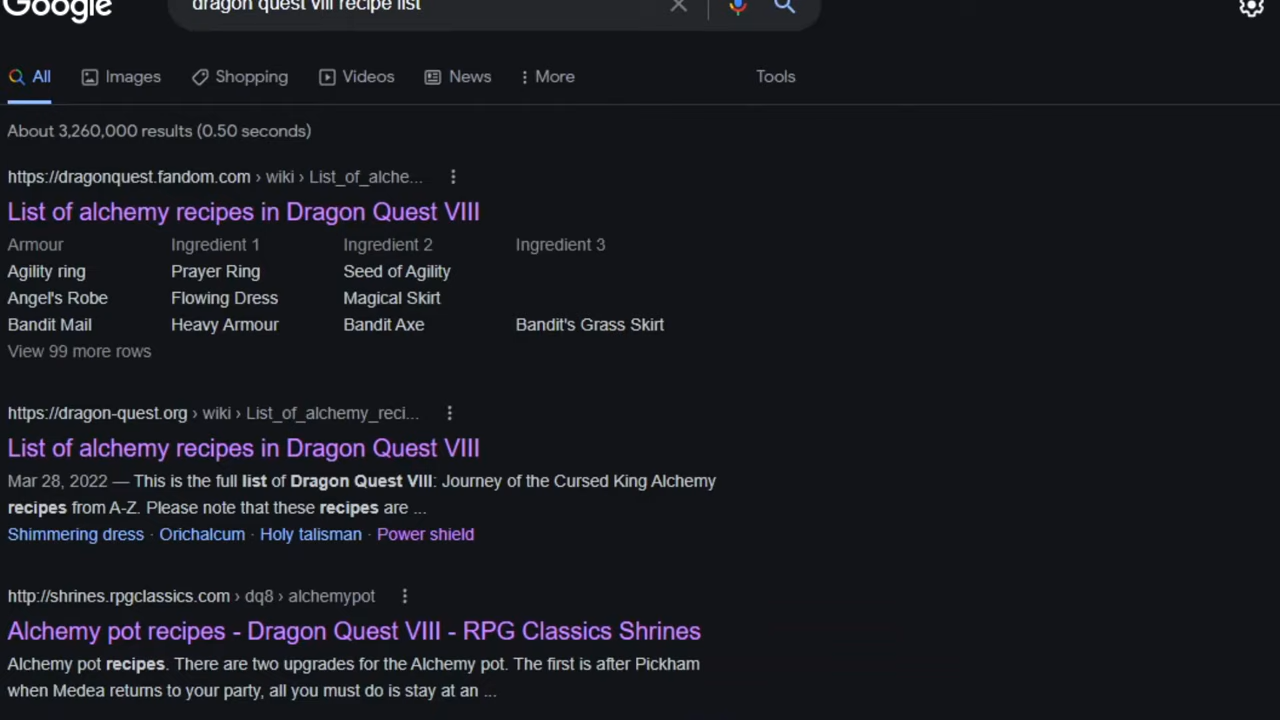 Google
dragon quest viii recipe list
All Images Shopping Videos News More Tools
About 3,260,000 results (0.50 seconds)
https://dragonquest.fandom.com › wiki › List_of_alche...
List of alchemy recipes in Dragon Quest VIII
Armour Ingredient 1 Ingredient 2 Ingredient 3
Agility ring Prayer Ring Seed of Agility
Angel's Robe Flowing Dress Magical Skirt
Bandit Mail Heavy Armour Bandit Axe Bandit's Grass Skirt
View 99 more rows
https://dragon-quest.org › wiki › List_of_alchemy_reci...
List of alchemy recipes in Dragon Quest VIII
Mar 28, 2022 — This is the full list of Dragon Quest VIII: Journey of the Cursed King Alchemy
recipes from A-Z. Please note that these recipes are ...
Shimmering dress · Orichalcum · Holy talisman · Power shield
http://shrines.rpgclassics.com › dq8 › alchemypot
Alchemy pot recipes - Dragon Quest VIII - RPG Classics Shrines
Alchemy pot recipes. There are two upgrades for the Alchemy pot. The first is after Pickham
when Medea returns to your party, all you must do is stay at an ...